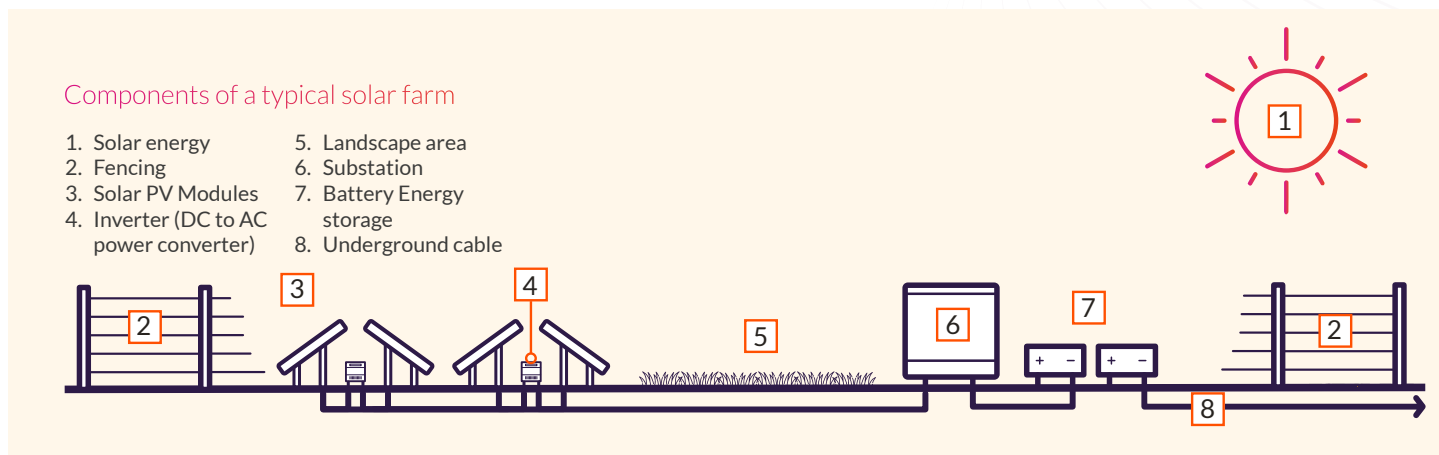 Components of a typical solar farm
1. Solar energy
2. Fencing
3. Solar PV Modules
4. Inverter (DC to AC
power converter)
5. Landscape area
6. Substation
7. Battery Energy
storage
8. Underground cable
1
2
3
4
5
6
7
2
8
+ − + −